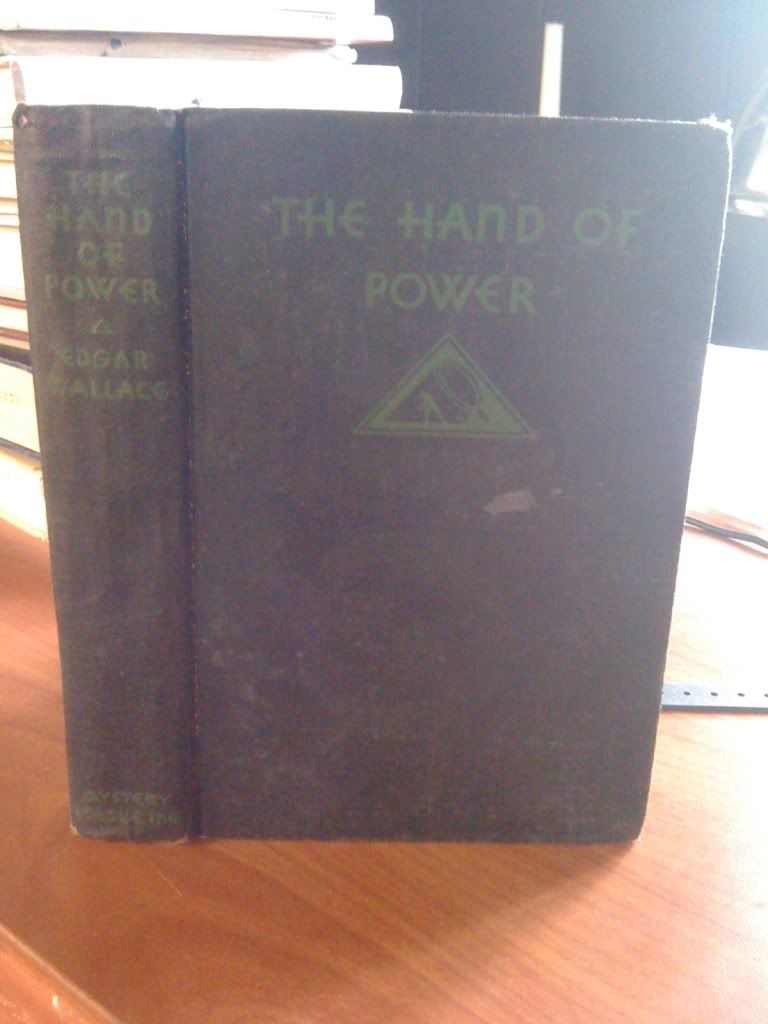 THE
HAND
OF
POWER
EDGAR
WALLACE
MYSTERY
LEAGUE INC
THE HAND OF
POWER